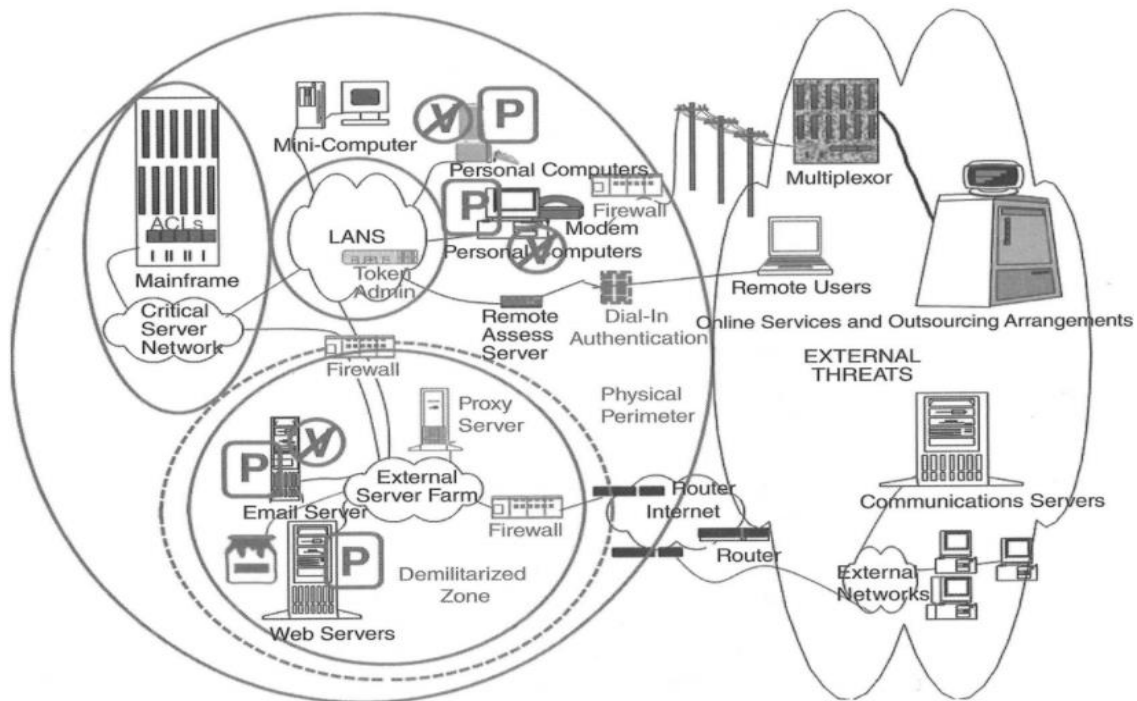 ACLs
Mainframe
Critical
Server
Network
Mini-Computer
V
P
Personal Computers
P
Firewall
Modem
Personal Computers
V
LANS
Token
Admin
Remote
Assess
Server
Dial-In
Authentication
Firewall
Physical
Perimeter
Proxy
Server
P
V
Email Server
External
Server Farm
Firewall
P
Web Servers
Demilitarized
Zone
Router
Internet
Router
Multiplexor
Remote Users
Online Services and Outsourcing Arrangements
EXTERNAL
THREATS
Communications Servers
External
Networks